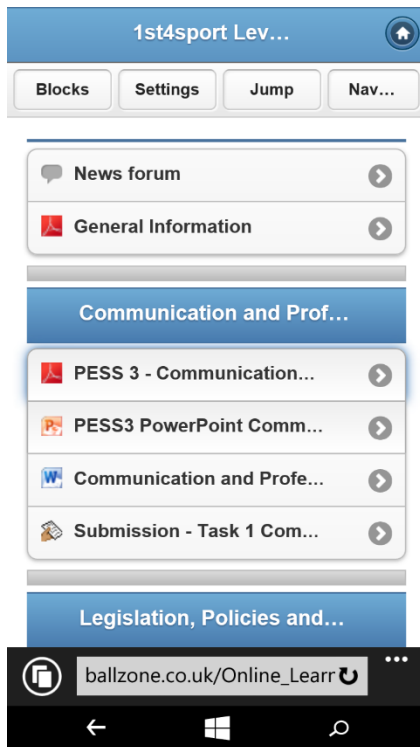 1st4sport Lev...
Blocks Settings Jump Nav...
News forum
General Information
Communication and Prof...
PESS 3 - Communication...
PESS3 PowerPoint Comm...
Communication and Profe...
Submission - Task 1 Com...
Legislation, Policies and...
ballzone.co.uk/Online_Learr